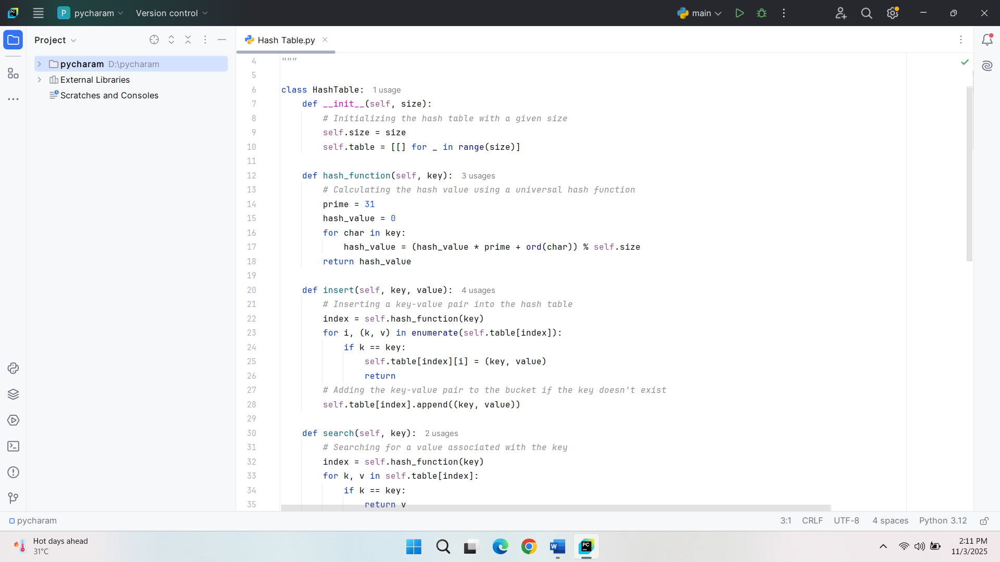 P pycharam Version control main
Project
Hash Table.py
pycharam D:\pycharam
External Libraries
Scratches and Consoles
4 """
5
6 class HashTable: 1 usage
7     def __init__(self, size):
8         # Initializing the hash table with a given size
9         self.size = size
10         self.table = [[] for _ in range(size)]
11
12     def hash_function(self, key): 3 usages
13         # Calculating the hash value using a universal hash function
14         prime = 31
15         hash_value = 0
16         for char in key:
17             hash_value = (hash_value * prime + ord(char)) % self.size
18         return hash_value
19
20     def insert(self, key, value): 4 usages
21         # Inserting a key-value pair into the hash table
22         index = self.hash_function(key)
23         for i, (k, v) in enumerate(self.table[index]):
24             if k == key:
25                 self.table[index][i] = (key, value)
26                 return
27         # Adding the key-value pair to the bucket if the key doesn't exist
28         self.table[index].append((key, value))
29
30     def search(self, key): 2 usages
31         # Searching for a value associated with the key
32         index = self.hash_function(key)
33         for k, v in self.table[index]:
34             if k == key:
35                 return v
pycharam 3:1 CRLF UTF-8 4 spaces Python 3.12
Hot days ahead
31°C
2:11 PM
11/3/2025